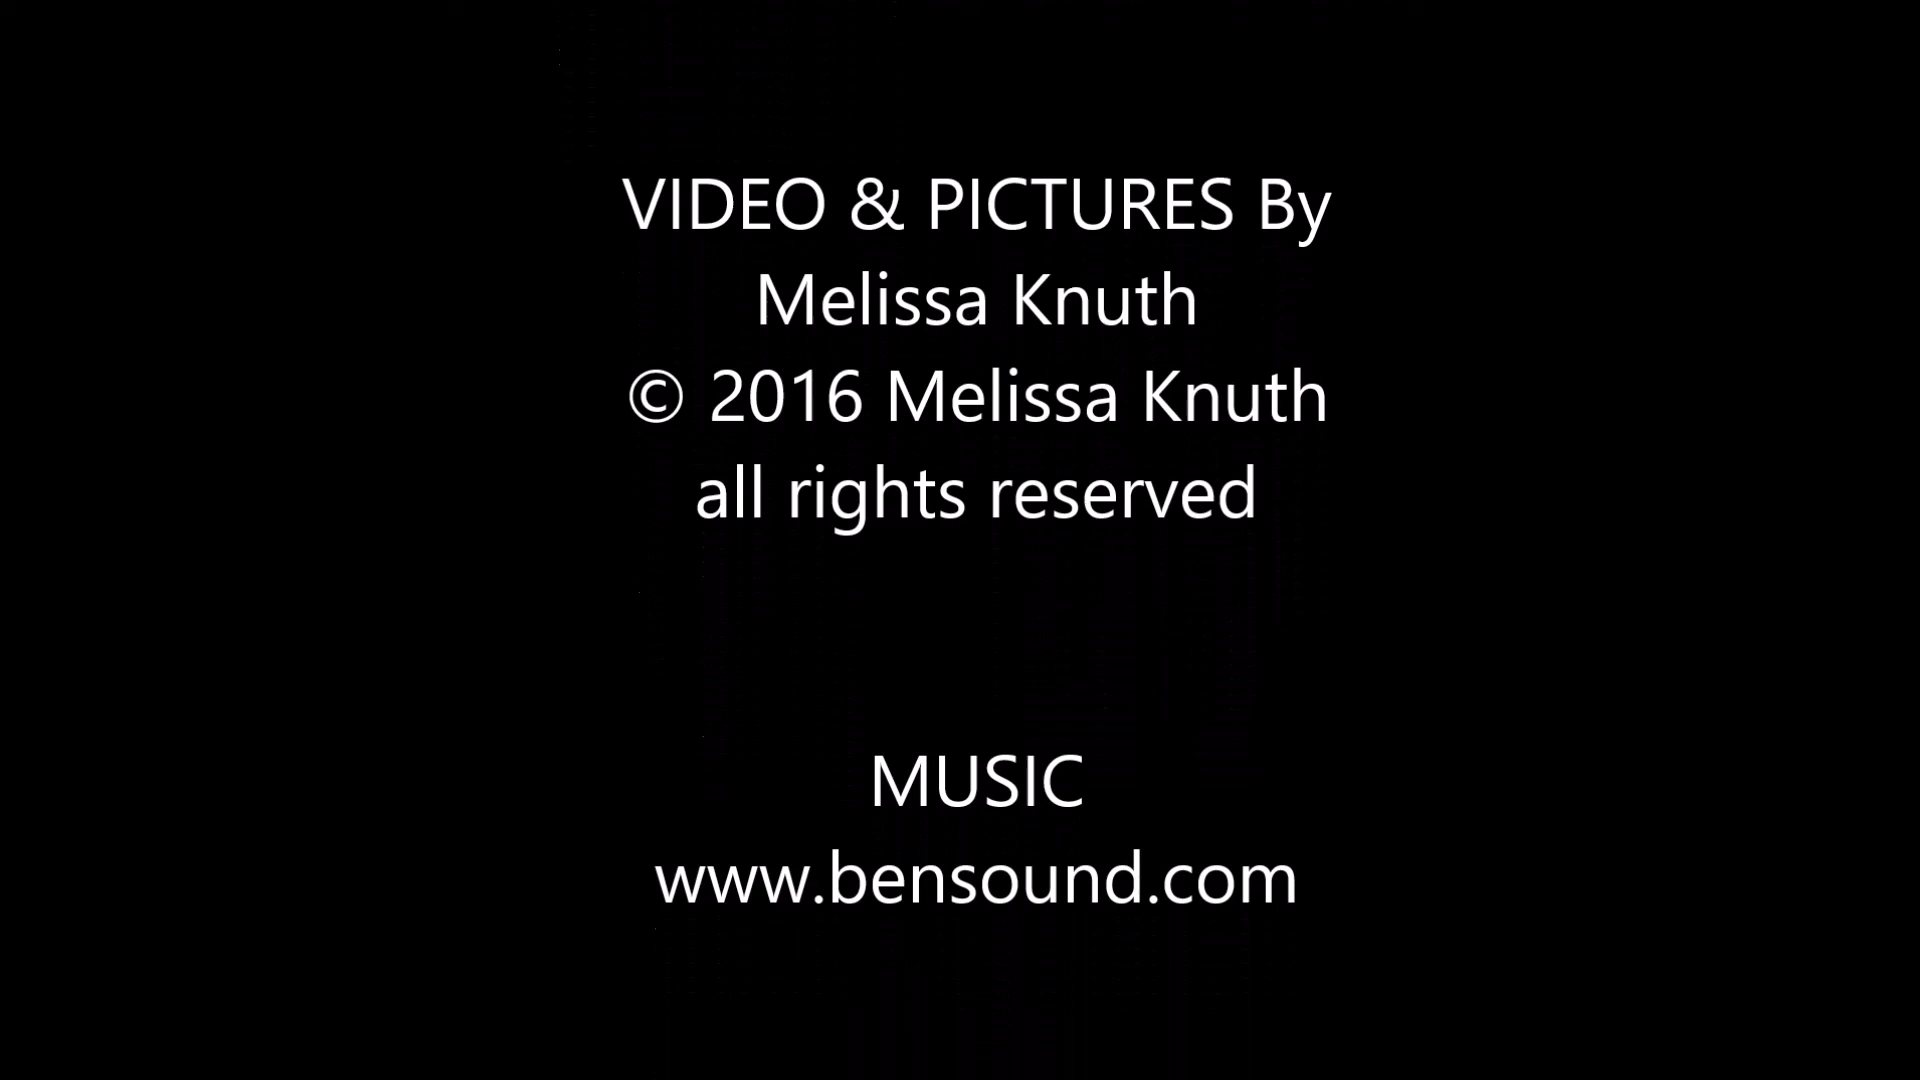 VIDEO & PICTURES By
Melissa Knuth
© 2016 Melissa Knuth
all rights reserved
MUSIC
www.bensound.com